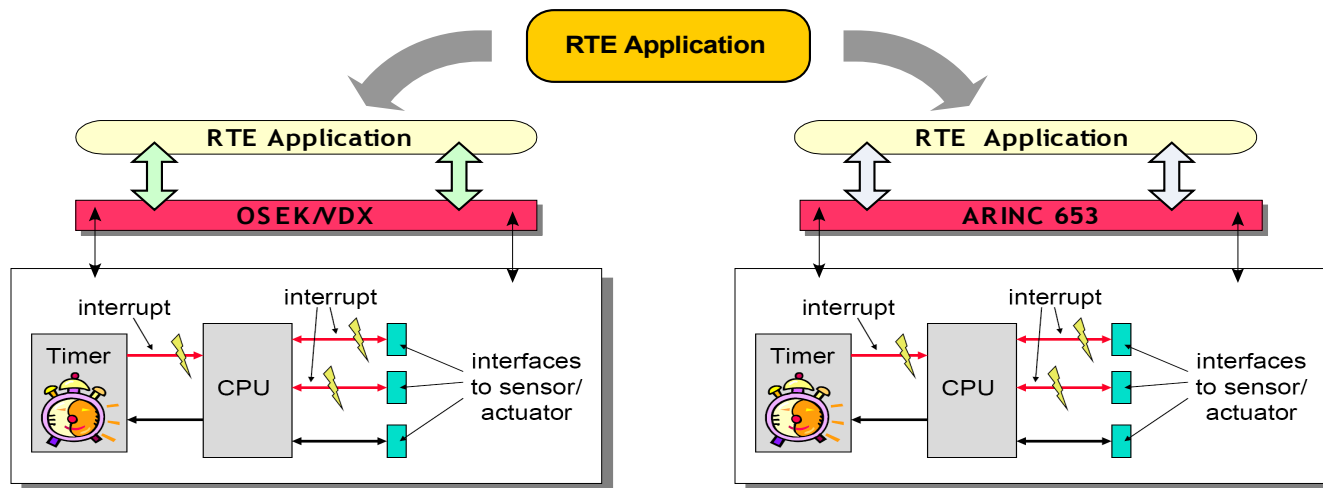 RTE Application
RTE Application
OSEK/VDX
interrupt
interrupt
Timer
CPU
interfaces
to sensor/
actuator
RTE Application
ARINC 653
interrupt
interrupt
Timer
CPU
interfaces
to sensor/
actuator